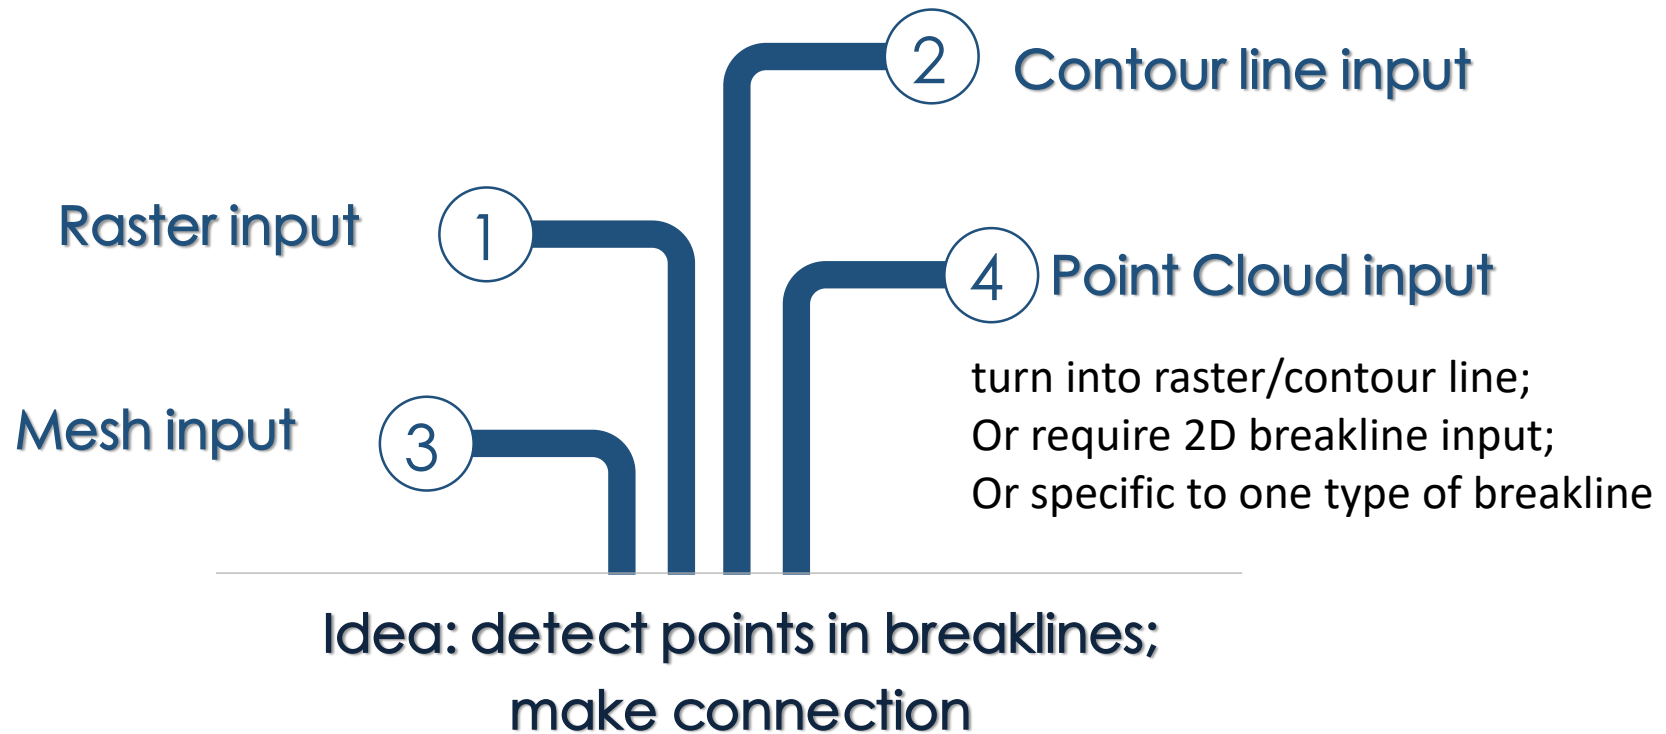 2
Contour line input
Raster input
1
4
Point Cloud input
turn into raster/contour line;
Or require 2D breakline input;
Or specific to one type of breakline
Mesh input
3
Idea: detect points in breaklines;
make connection